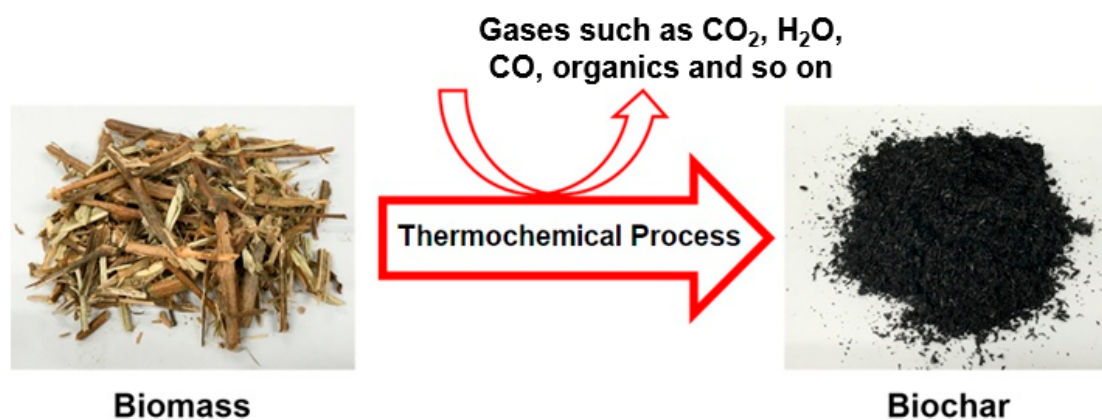 Gases such as CO₂, H₂O,
CO, organics and so on
Thermochemical Process
Biomass
Biochar